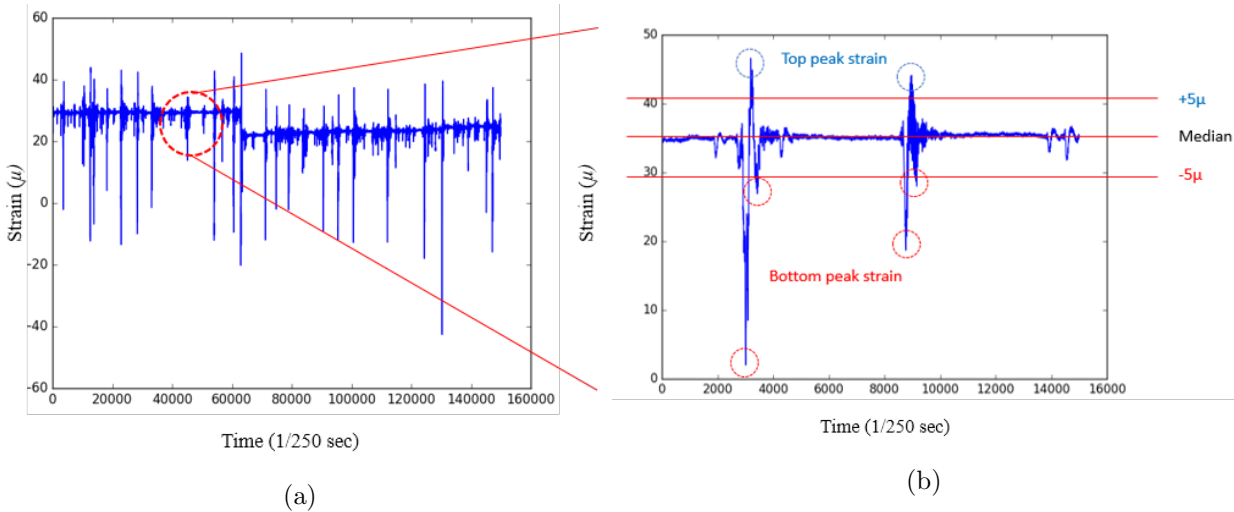 60
40
20
0
-20
-40
-60
0 20000 40000 60000 80000 100000 120000 140000 160000
Strain (μ)
Time (1/250 sec)
(a)
50
40
30
20
10
0
0 2000 4000 6000 8000 10000 12000 14000 16000
Strain (μ)
Top peak strain
Bottom peak strain
+5μ
Median
-5μ
Time (1/250 sec)
(b)